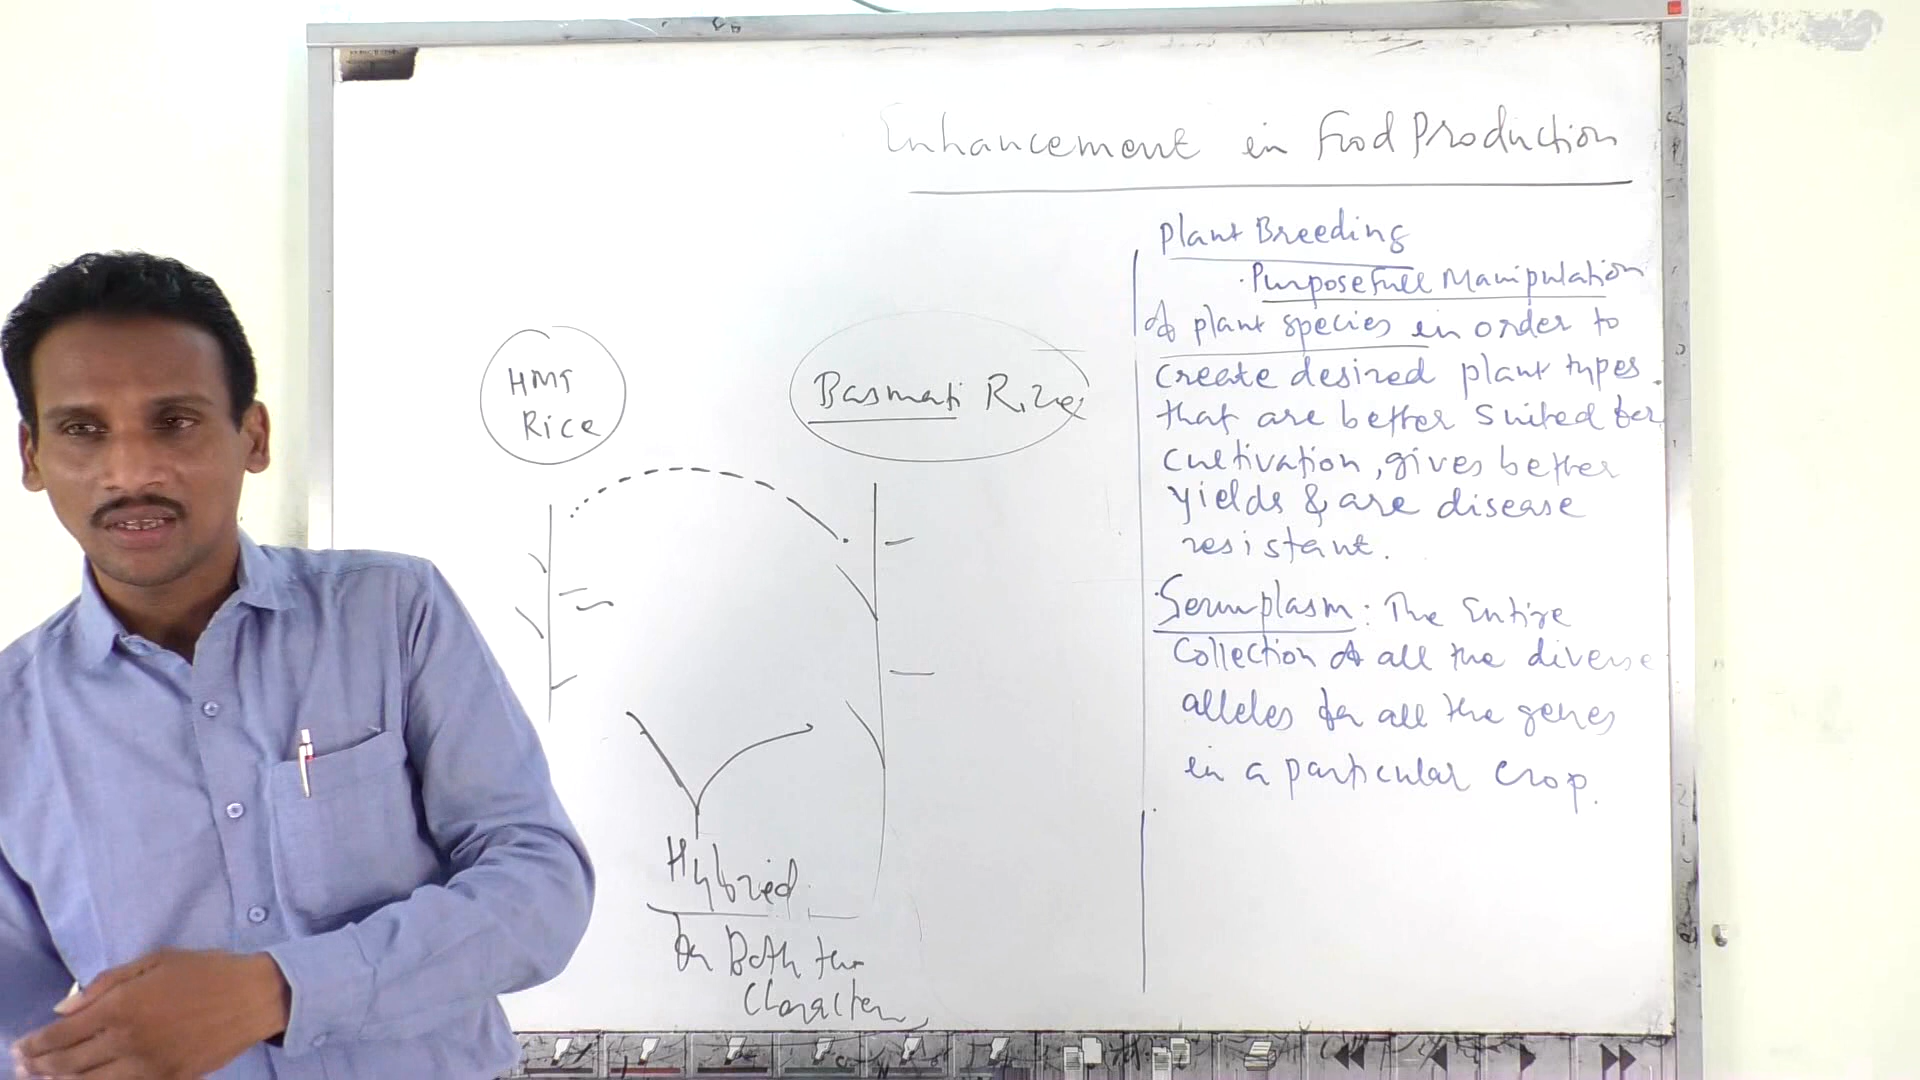 Enhancement in Food Production
Plant Breeding
Purposefull Manipulation
of plant species in order to
create desired plant types
that are better suited for
cultivation, gives better
yields & are disease
resistant.
Germplasm: The Entire
Collection of all the diverse
alleles for all the genes
in a particular crop.
HMT
Rice
Basmati Rice
Hybried
for Both the
Character